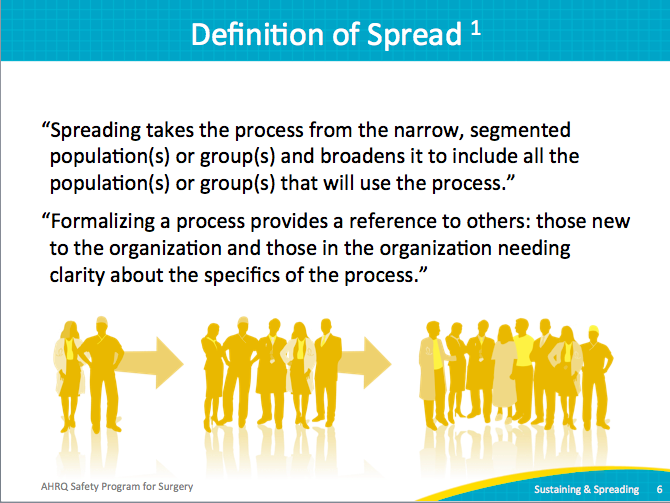 Definition of Spread 1
“Spreading takes the process from the narrow, segmented
population(s) or group(s) and broadens it to include all the
population(s) or group(s) that will use the process.”
“Formalizing a process provides a reference to others: those new
to the organization and those in the organization needing
clarity about the specifics of the process.”
AHRQ Safety Program for Surgery
Sustaining & Spreading 6